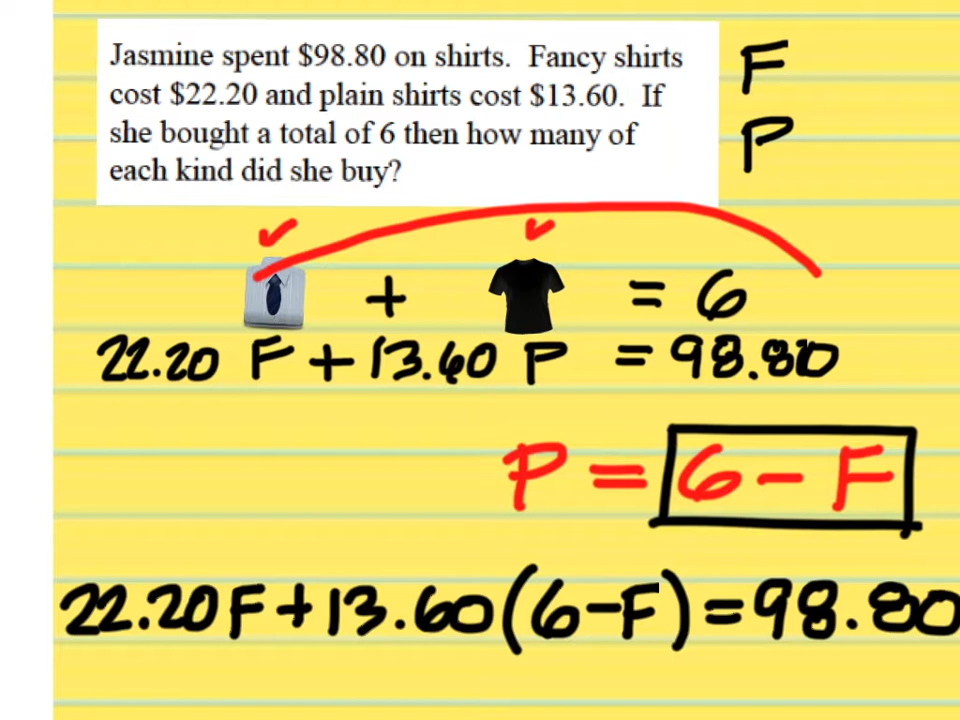 Jasmine spent $98.80 on shirts. Fancy shirts
cost $22.20 and plain shirts cost $13.60. If
she bought a total of 6 then how many of
each kind did she buy?
F
P
+ = 6
22.20 F + 13.60 P = 98.80
P = 6 - F
22.20F + 13.60(6-F) = 98.80